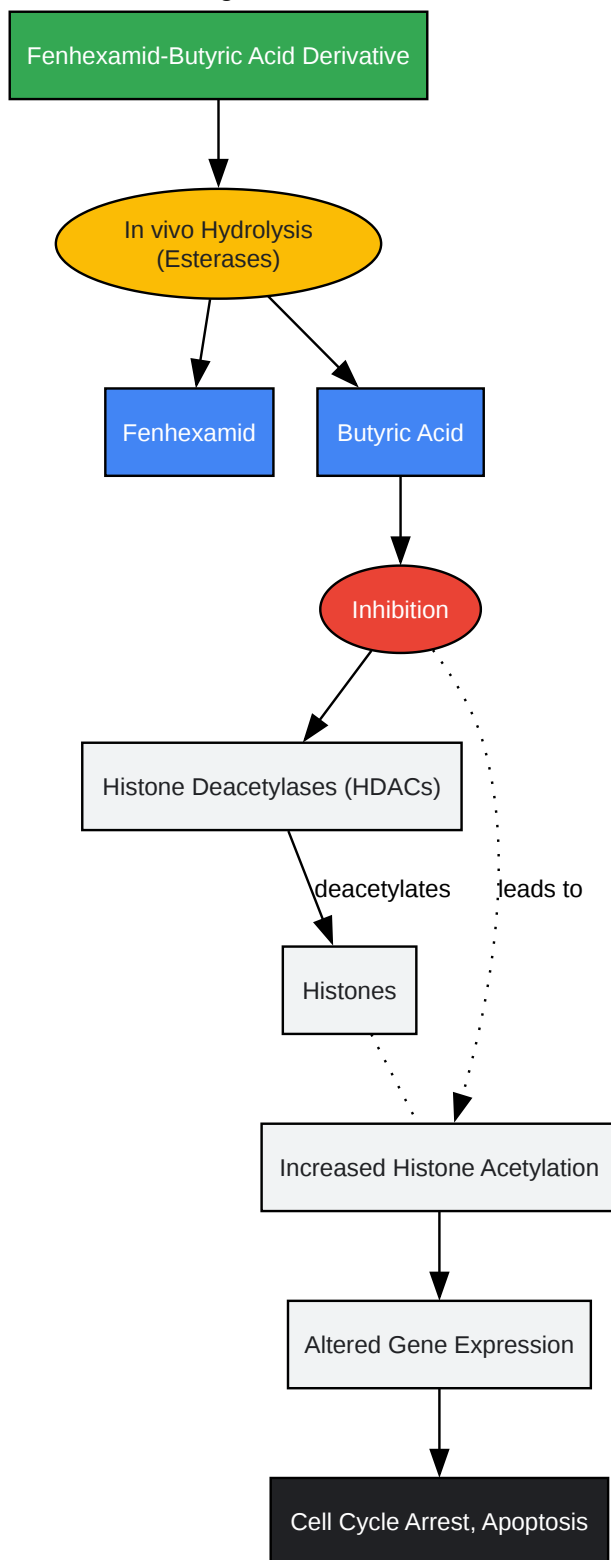 Fenhexamid-Butyric Acid Derivative
In vivo Hydrolysis
(Esterases)
Fenhexamid
Butyric Acid
Inhibition
Histone Deacetylases (HDACs)
deacetylates
leads to
Histones
Increased Histone Acetylation
Altered Gene Expression
Cell Cycle Arrest, Apoptosis